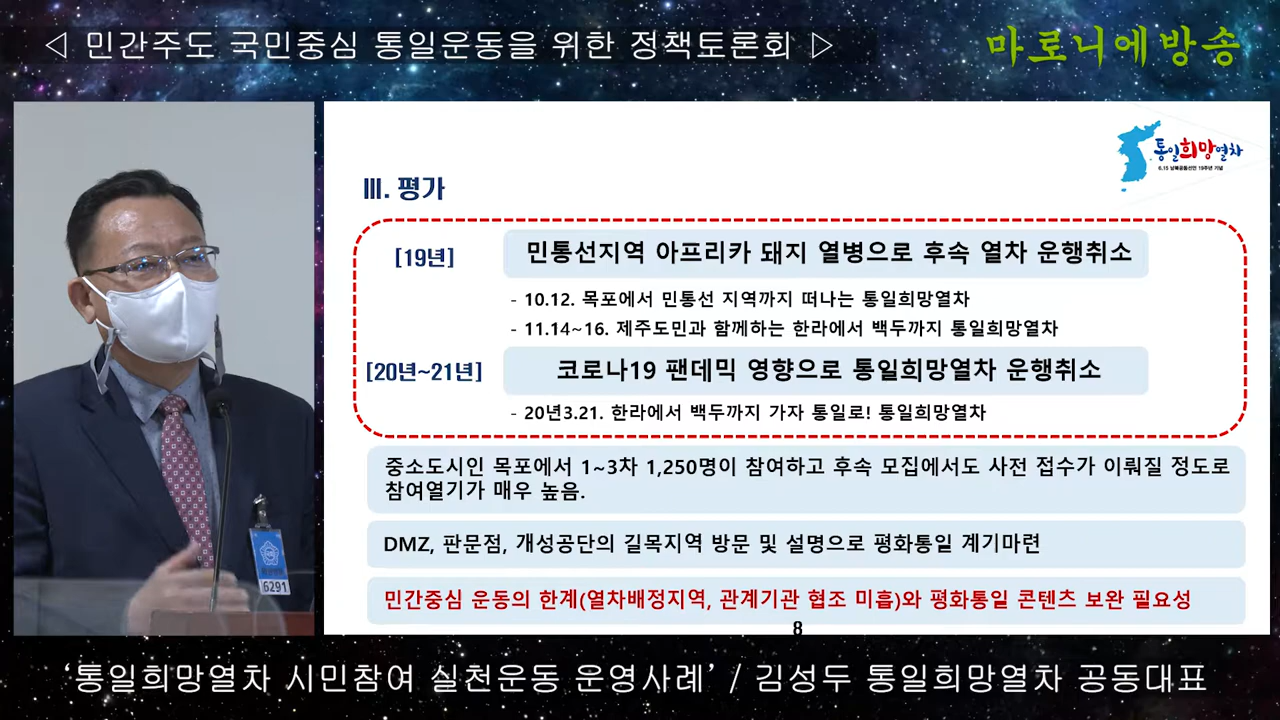 ◁ 민간주도 국민중심 통일운동을 위한 정책토론회 ▷
마로니에방송
통일희망열차
6.15 남북공동선언 19주년 기념
Ⅲ. 평가
[19년]
민통선지역 아프리카 돼지 열병으로 후속 열차 운행취소
- 10.12. 목포에서 민통선 지역까지 떠나는 통일희망열차
- 11.14~16. 제주도민과 함께하는 한라에서 백두까지 통일희망열차
[20년~21년]
코로나19 팬데믹 영향으로 통일희망열차 운행취소
- 20년3.21. 한라에서 백두까지 가자 통일로! 통일희망열차
중소도시인 목포에서 1~3차 1,250명이 참여하고 후속 모집에서도 사전 접수가 이뤄질 정도로
참여열기가 매우 높음.
DMZ, 판문점, 개성공단의 길목지역 방문 및 설명으로 평화통일 계기마련
민간중심 운동의 한계(열차배정지역, 관계기관 협조 미흡)와 평화통일 콘텐츠 보완 필요성
8
6291
‘통일희망열차 시민참여 실천운동 운영사례’ / 김성두 통일희망열차 공동대표